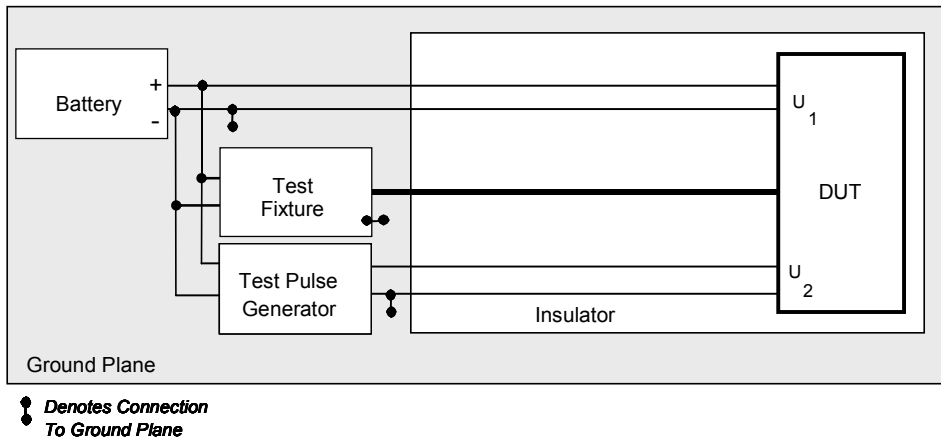 Battery
+
-
U
1
Test
Fixture
DUT
Test Pulse
Generator
U
2
Insulator
Ground Plane
Denotes Connection
To Ground Plane